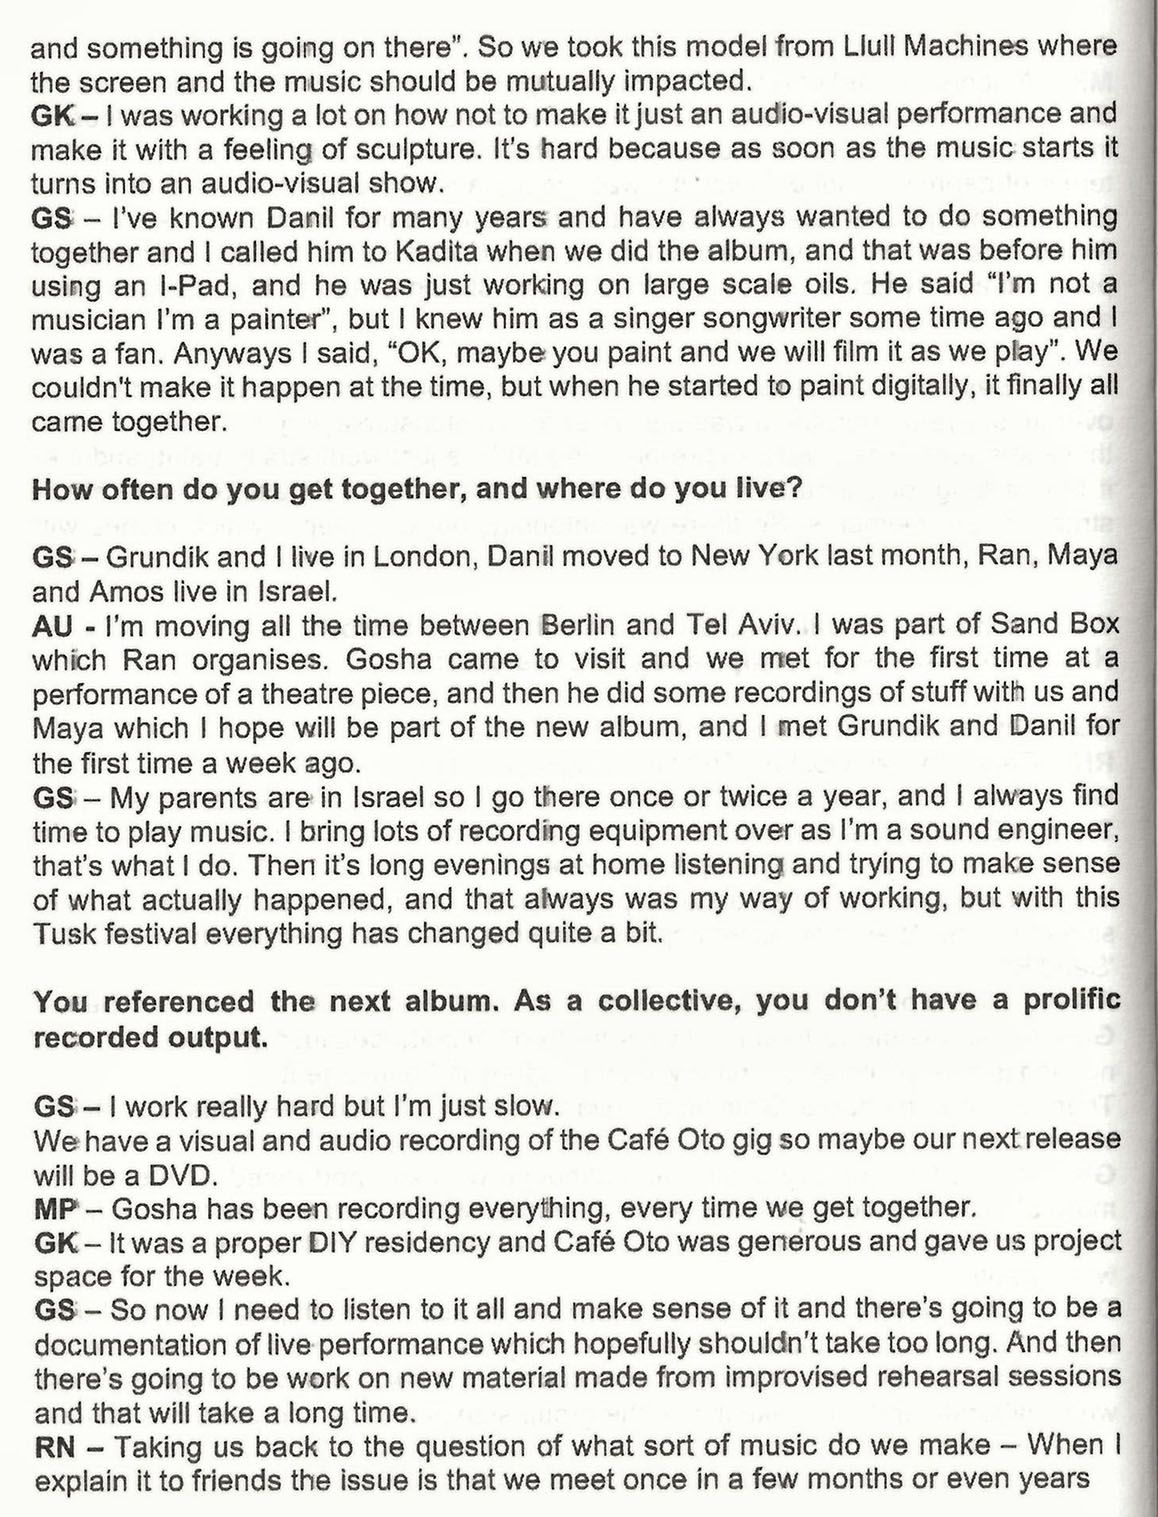 and something is going on there”. So we took this model from Llull Machines where
the screen and the music should be mutually impacted.
GK – I was working a lot on how not to make it just an audio-visual performance and
make it with a feeling of sculpture. It's hard because as soon as the music starts it
turns into an audio-visual show.
GS – I've known Danil for many years and have always wanted to do something
together and I called him to Kadita when we did the album, and that was before him
using an I-Pad, and he was just working on large scale oils. He said “I'm not a
musician I'm a painter”, but I knew him as a singer songwriter some time ago and I
was a fan. Anyways I said, “OK, maybe you paint and we will film it as we play”. We
couldn't make it happen at the time, but when he started to paint digitally, it finally all
came together.
How often do you get together, and where do you live?
GS – Grundik and I live in London, Danil moved to New York last month, Ran, Maya
and Amos live in Israel.
AU - I'm moving all the time between Berlin and Tel Aviv. I was part of Sand Box
which Ran organises. Gosha came to visit and we met for the first time at a
performance of a theatre piece, and then he did some recordings of stuff with us and
Maya which I hope will be part of the new album, and I met Grundik and Danil for
the first time a week ago.
GS – My parents are in Israel so I go there once or twice a year, and I always find
time to play music. I bring lots of recording equipment over as I'm a sound engineer,
that's what I do. Then it's long evenings at home listening and trying to make sense
of what actually happened, and that always was my way of working, but with this
Tusk festival everything has changed quite a bit.
You referenced the next album. As a collective, you don't have a prolific
recorded output.
GS – I work really hard but I'm just slow.
We have a visual and audio recording of the Café Oto gig so maybe our next release
will be a DVD.
MP – Gosha has been recording everything, every time we get together.
GK – It was a proper DIY residency and Café Oto was generous and gave us project
space for the week.
GS – So now I need to listen to it all and make sense of it and there's going to be a
documentation of live performance which hopefully shouldn't take too long. And then
there's going to be work on new material made from improvised rehearsal sessions
and that will take a long time.
RN – Taking us back to the question of what sort of music do we make – When I
explain it to friends the issue is that we meet once in a few months or even years